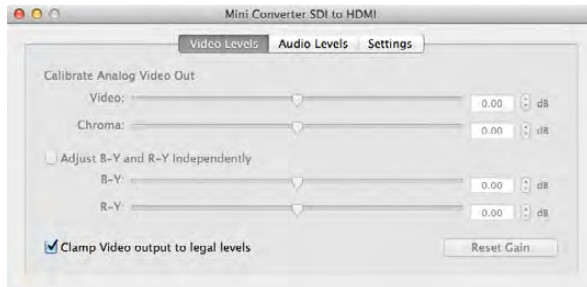 Mini Converter SDI to HDMI
Video Levels Audio Levels Settings
Calibrate Analog Video Out
Video: 0.00 dB
Chroma: 0.00 dB
Adjust B-Y and R-Y Independently
B-Y: 0.00 dB
R-Y: 0.00 dB
Clamp Video output to legal levels Reset Gain